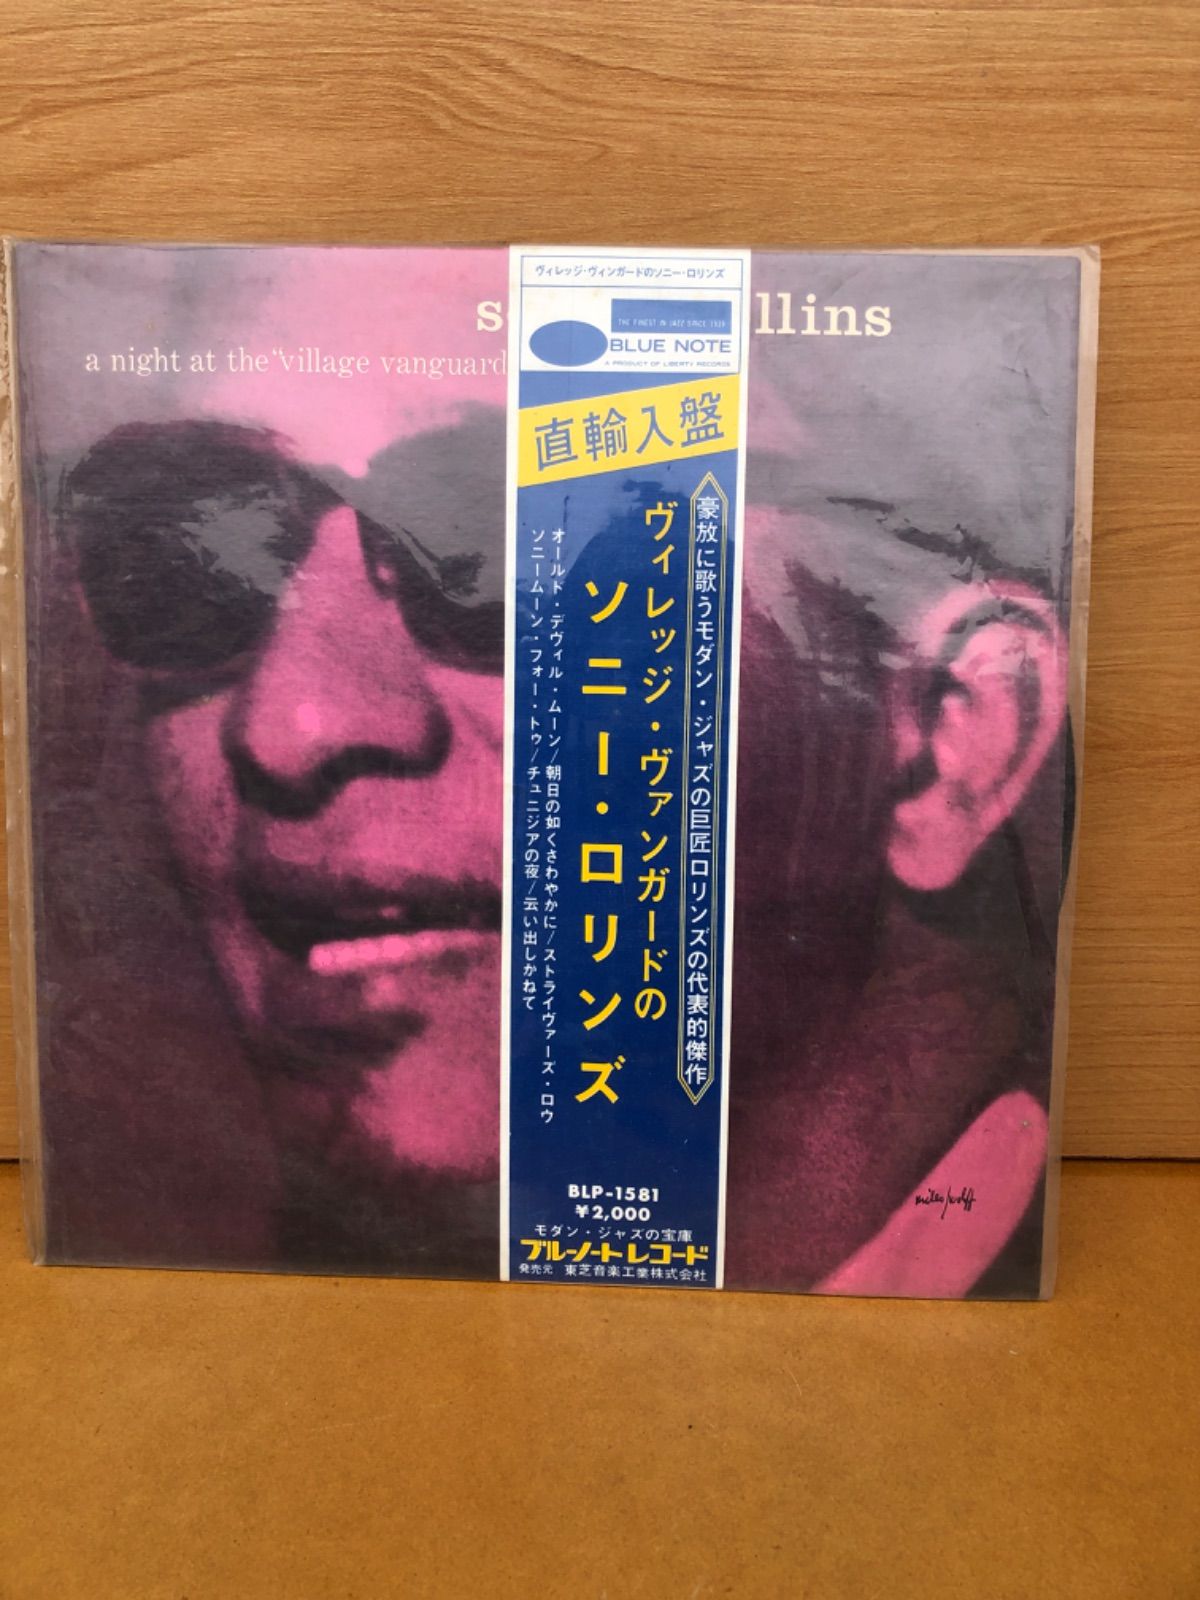 ヴィレッジ・ヴィンガードのソニー・ロリンズ
llins
a night at the "village vanguard
THE FINEST IN JAZZ SINCE 1939
BLUE NOTE
A PRODUCT OF LIBERTY RECORDS
直輸入盤
豪放に歌うモダン・ジャズの巨匠ロリンズの代表的傑作
ヴィレッジ・ヴァンガードの
ソニー・ロリンズ
オールド・デヴィル・ムーン/朝日の如くさわやかに/ストライヴァーズ・ロウ
ソニームーン・フォー・トゥ/チュニジアの夜/云い出しかねて
BLP-1581
¥2,000
モダン・ジャズの宝庫
ブルーノートレコード
発売元 東芝音楽工業株式会社